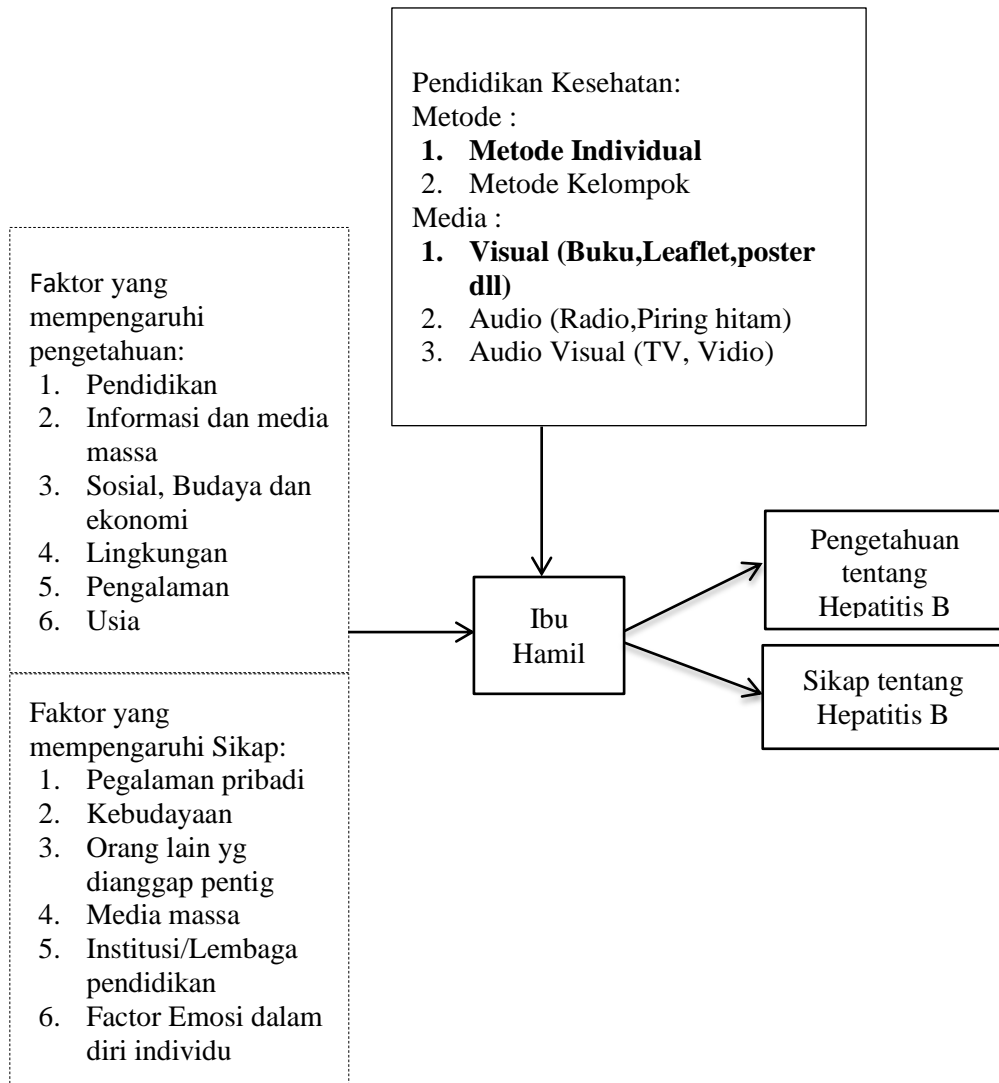 Pendidikan Kesehatan:
Metode :
1. Metode Individual
2. Metode Kelompok
Media :
1. Visual (Buku,Leaflet,poster
dll)
2. Audio (Radio,Piring hitam)
3. Audio Visual (TV, Vidio)
Faktor yang
mempengaruhi
pengetahuan:
1. Pendidikan
2. Informasi dan media
massa
3. Sosial, Budaya dan
ekonomi
4. Lingkungan
5. Pengalaman
6. Usia
Faktor yang
mempengaruhi Sikap:
1. Pegalaman pribadi
2. Kebudayaan
3. Orang lain yg
dianggap pentig
4. Media massa
5. Institusi/Lembaga
pendidikan
6. Factor Emosi dalam
diri individu
Ibu
Hamil
Pengetahuan
tentang
Hepatitis B
Sikap tentang
Hepatitis B